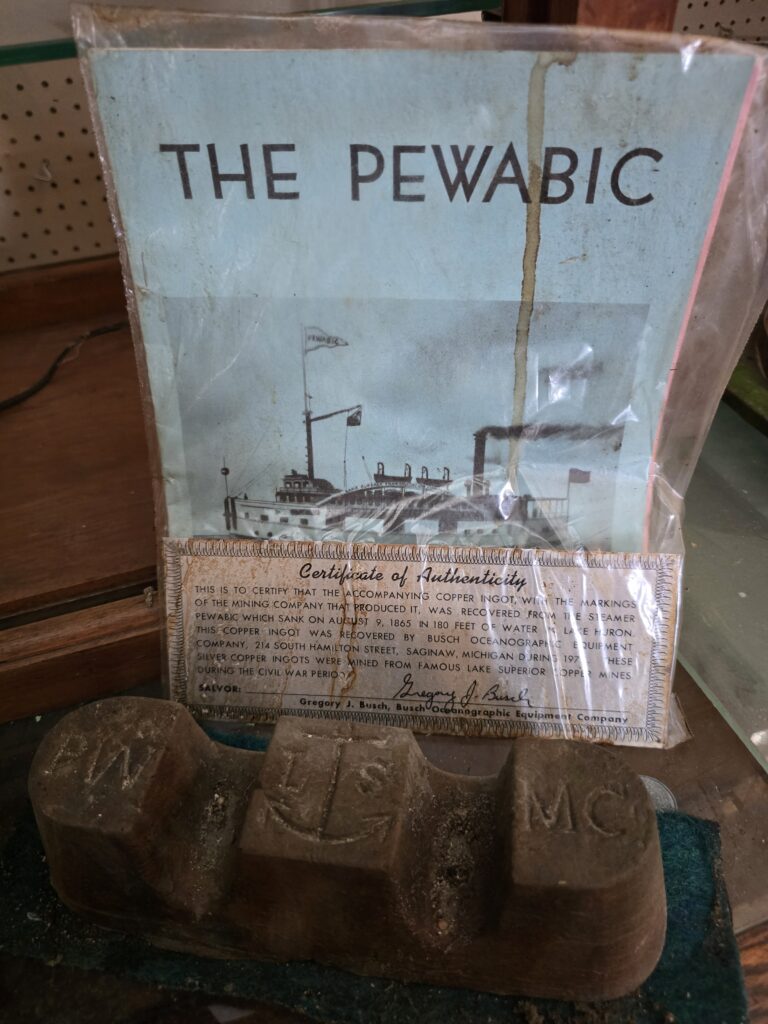 THE PEWABIC
PEWABIC
Certificate of Authenticity
THIS IS TO CERTIFY THAT THE ACCOMPANYING COPPER INGOT, WITH THE MARKINGS
OF THE MINING COMPANY THAT PRODUCED IT, WAS RECOVERED FROM THE STEAMER
PEWABIC WHICH SANK ON AUGUST 9, 1865 IN 180 FEET OF WATER IN LAKE HURON.
THIS COPPER INGOT WAS RECOVERED BY BUSCH OCEANOGRAPHIC EQUIPMENT
COMPANY, 214 SOUTH HAMILTON STREET, SAGINAW, MICHIGAN DURING THESE
SILVER COPPER INGOTS WERE MINED FROM FAMOUS LAKE SUPERIOR COPPER MINES
DURING THE CIVIL WAR PERIOD.
SALVOR: Gregory J. Busch
Gregory J. Busch, Busch Oceanographic Equipment Company
PW L S MC